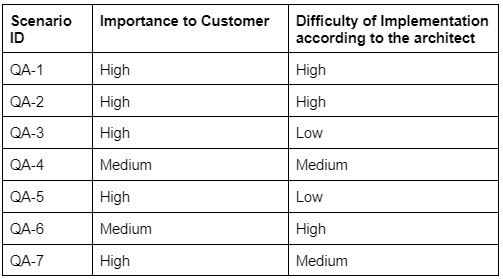 Scenario ID | Importance to Customer | Difficulty of Implementation according to the architect
QA-1 | High | High
QA-2 | High | High
QA-3 | High | Low
QA-4 | Medium | Medium
QA-5 | High | Low
QA-6 | Medium | High
QA-7 | High | Medium